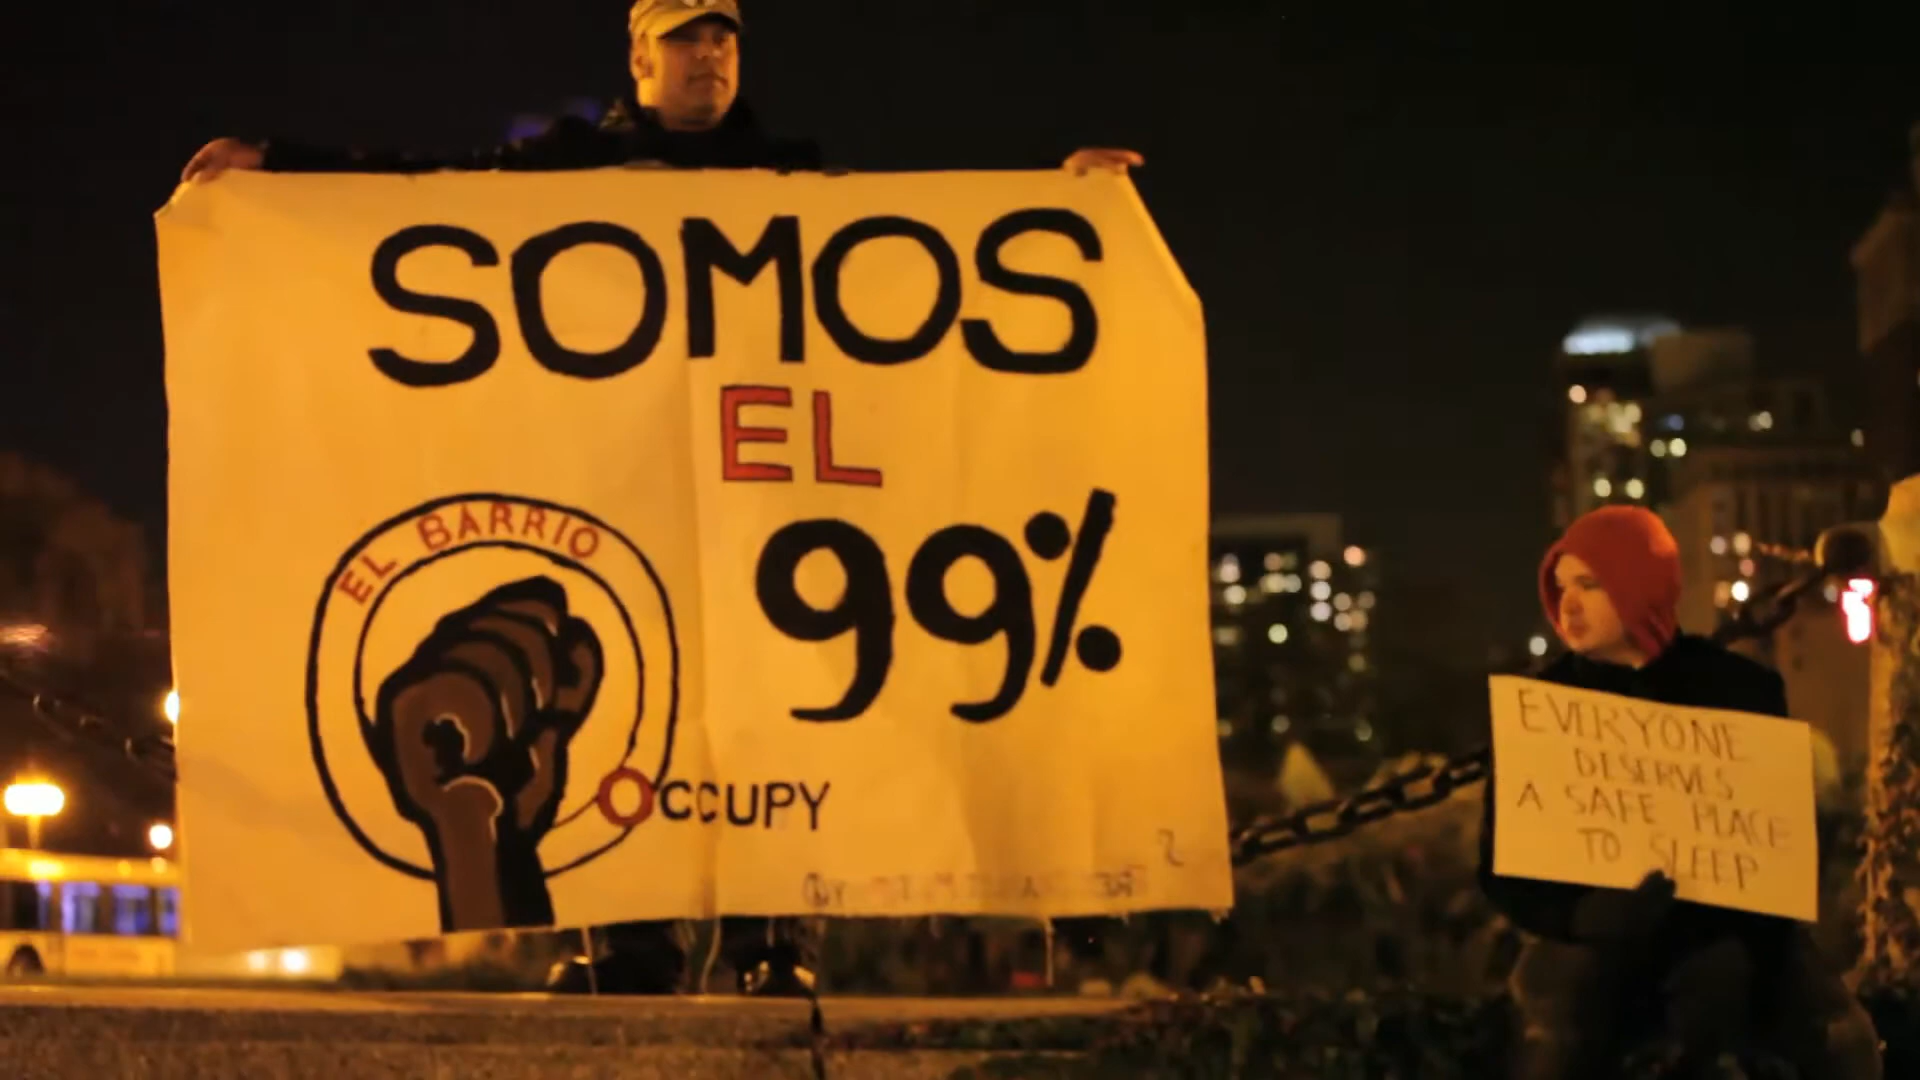 SOMOS
EL
99%
EL BARRIO
OCCUPY
EVERYONE
DESERVES
A SAFE PLACE
TO SLEEP